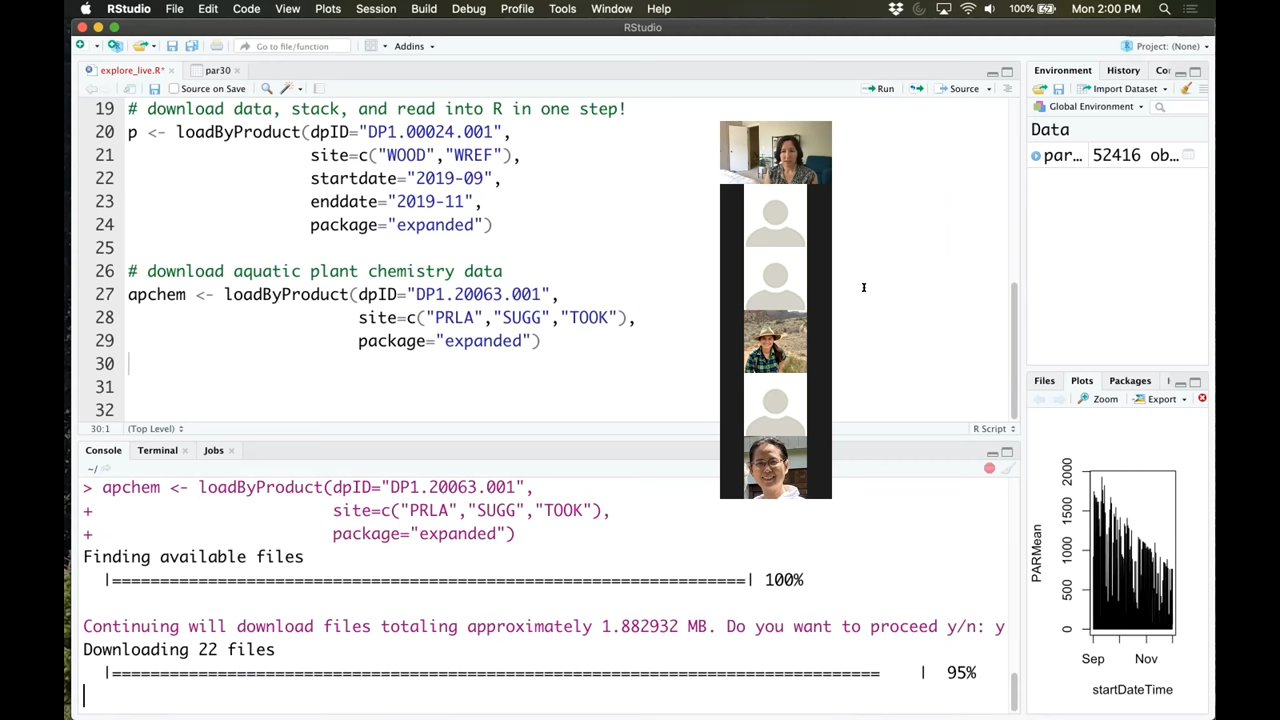 RStudio File Edit Code View Plots Session Build Debug Profile Tools Window Help 100% Mon 2:00 PM
RStudio
Go to file/function Addins Project: (None)
explore_live.R* par30
Source on Save Run Source
19 # download data, stack, and read into R in one step!
20 p <- loadByProduct(dpID="DP1.00024.001",
21 site=c("WOOD","WREF"),
22 startdate="2019-09",
23 enddate="2019-11",
24 package="expanded")
25
26 # download aquatic plant chemistry data
27 apchem <- loadByProduct(dpID="DP1.20063.001",
28 site=c("PRLA","SUGG","TOOK"),
29 package="expanded")
30
31
32
30:1 (Top Level) R Script
Console Terminal Jobs
~/
> apchem <- loadByProduct(dpID="DP1.20063.001",
+ site=c("PRLA","SUGG","TOOK"),
+ package="expanded")
Finding available files
|==================================================================| 100%
Continuing will download files totaling approximately 1.882932 MB. Do you want to proceed y/n: y
Downloading 22 files
|================================================================================ | 95%
Environment History Co
Import Dataset
Global Environment
Data
par... 52416 ob...
Files Plots Packages
Zoom Export
PARMean
2000
1500
1000
500
0
Sep Nov
startDateTime